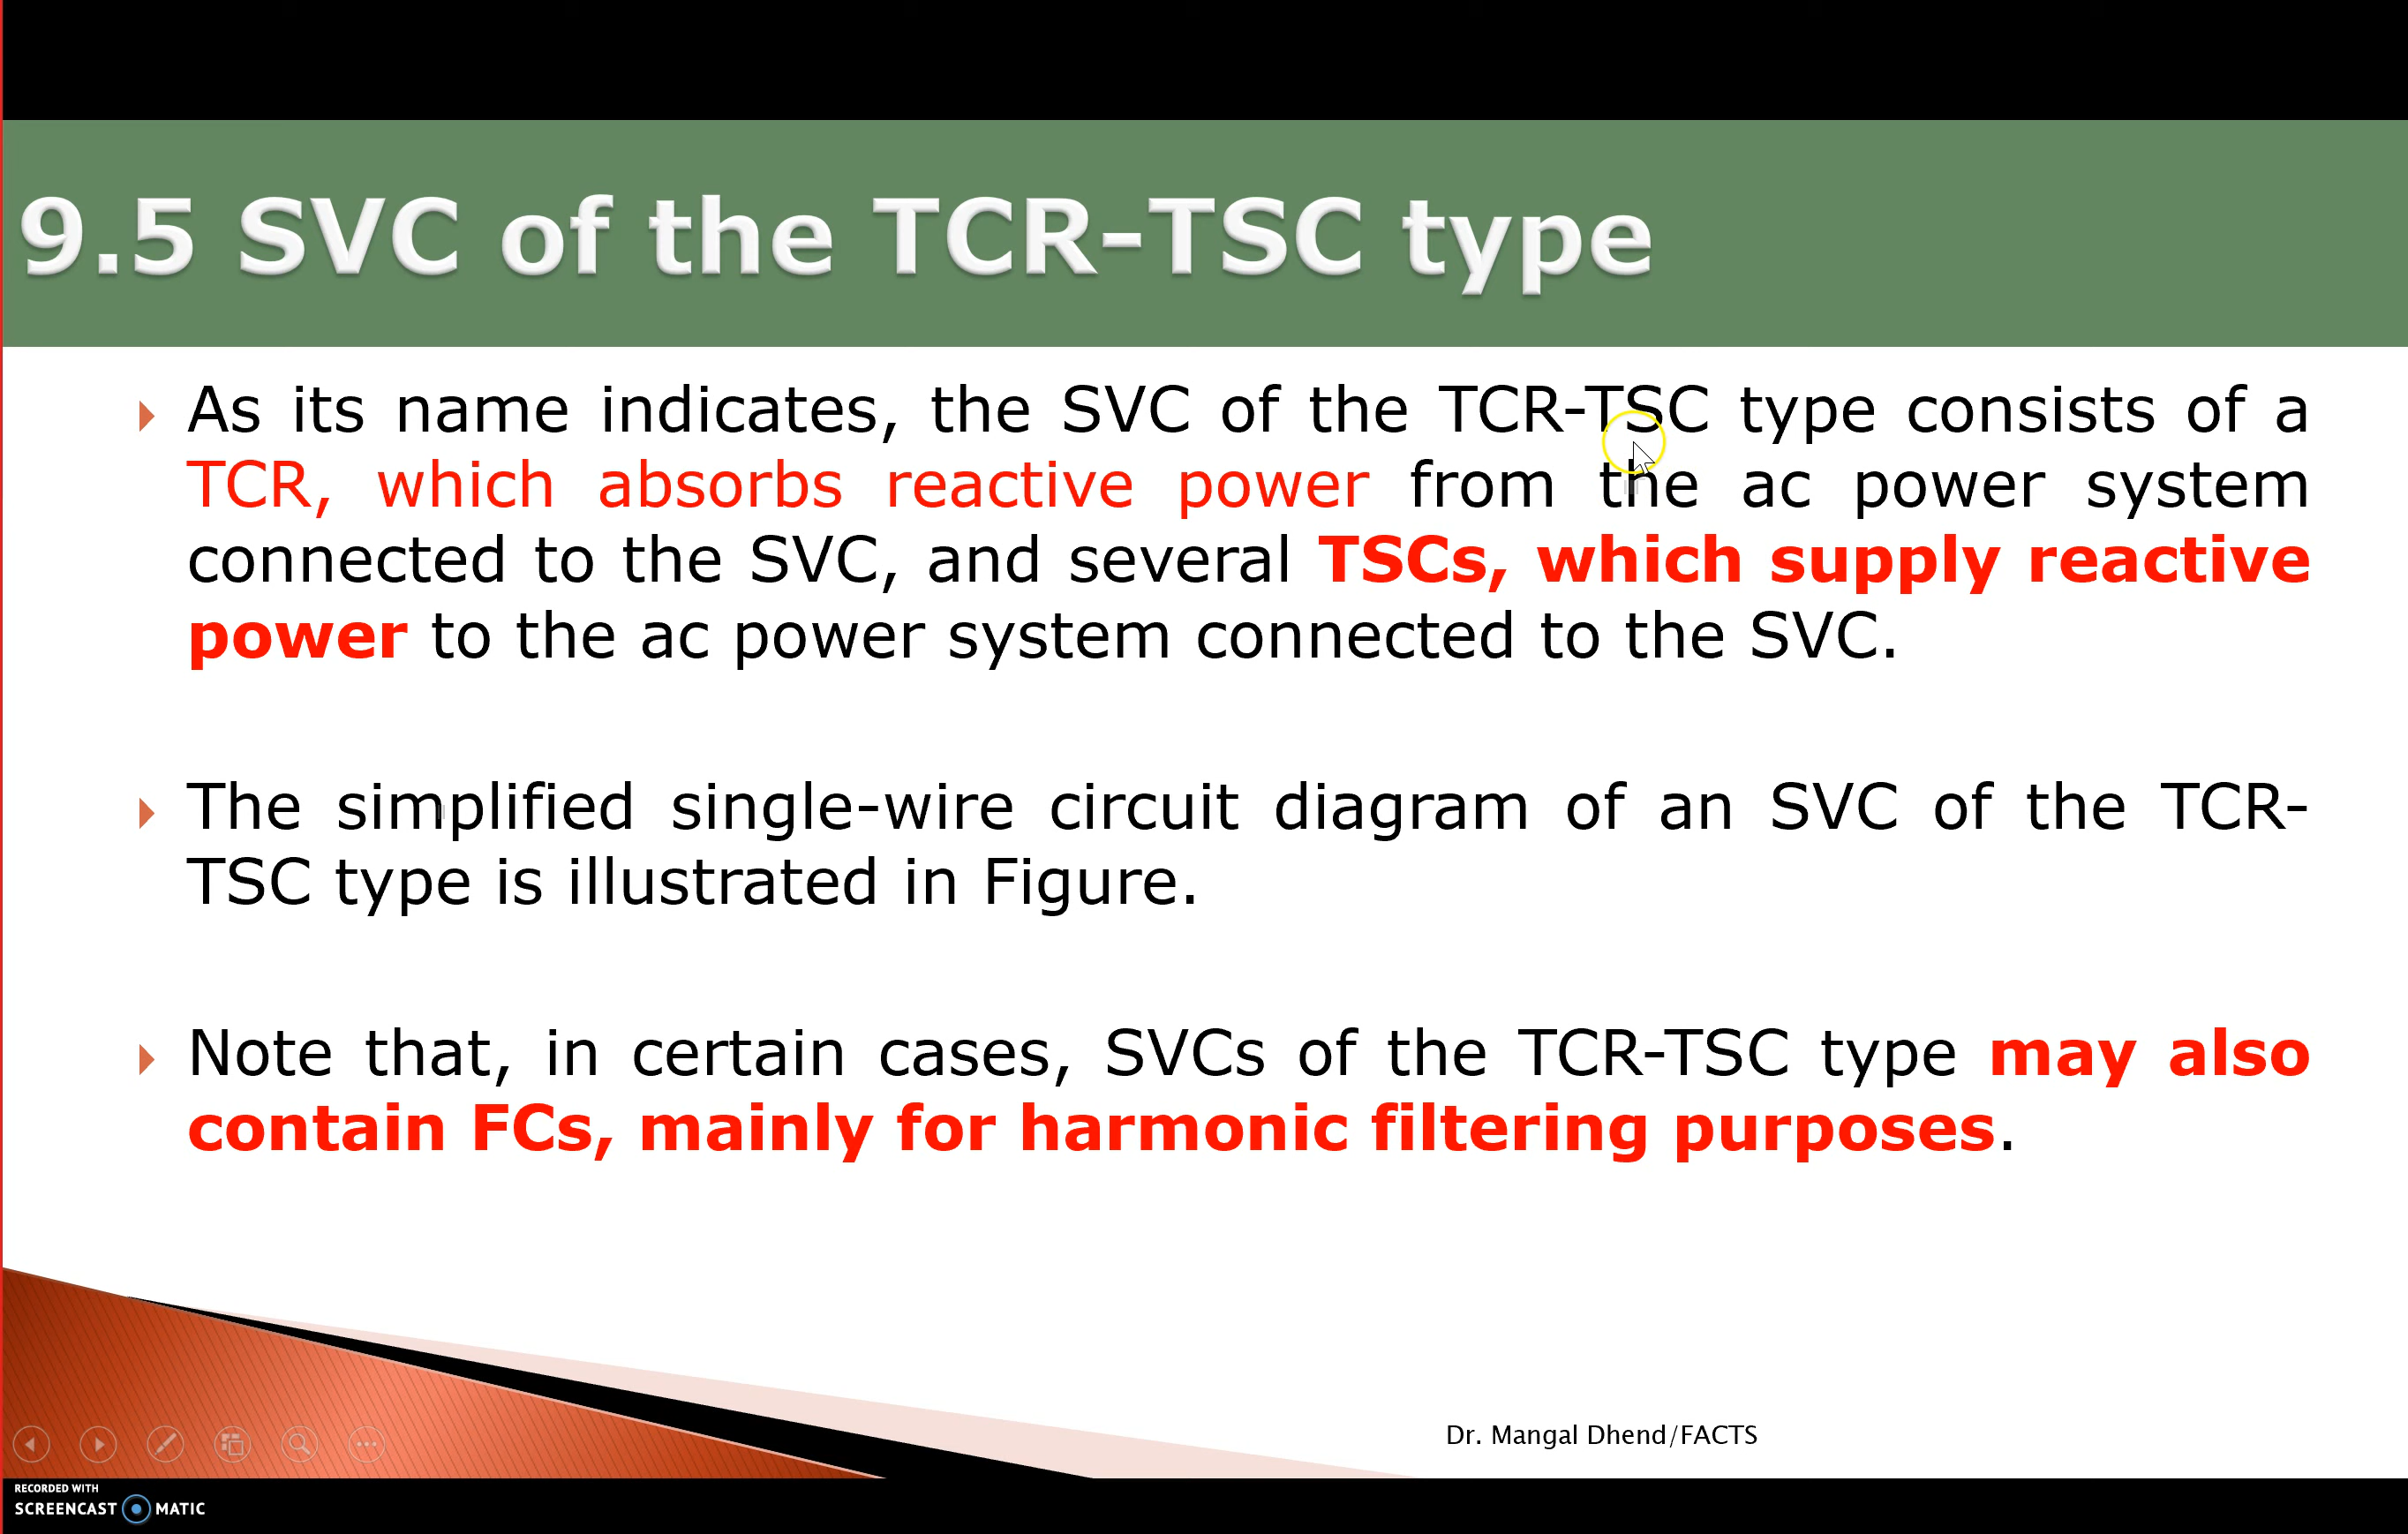 9.5 SVC of the TCR-TSC type
As its name indicates, the SVC of the TCR-TSC type consists of a
TCR, which absorbs reactive power from the ac power system
connected to the SVC, and several TSCs, which supply reactive
power to the ac power system connected to the SVC.
The simplified single-wire circuit diagram of an SVC of the TCR-
TSC type is illustrated in Figure.
Note that, in certain cases, SVCs of the TCR-TSC type may also
contain FCs, mainly for harmonic filtering purposes.
Dr. Mangal Dhend/FACTS
RECORDED WITH
SCREENCAST MATIC